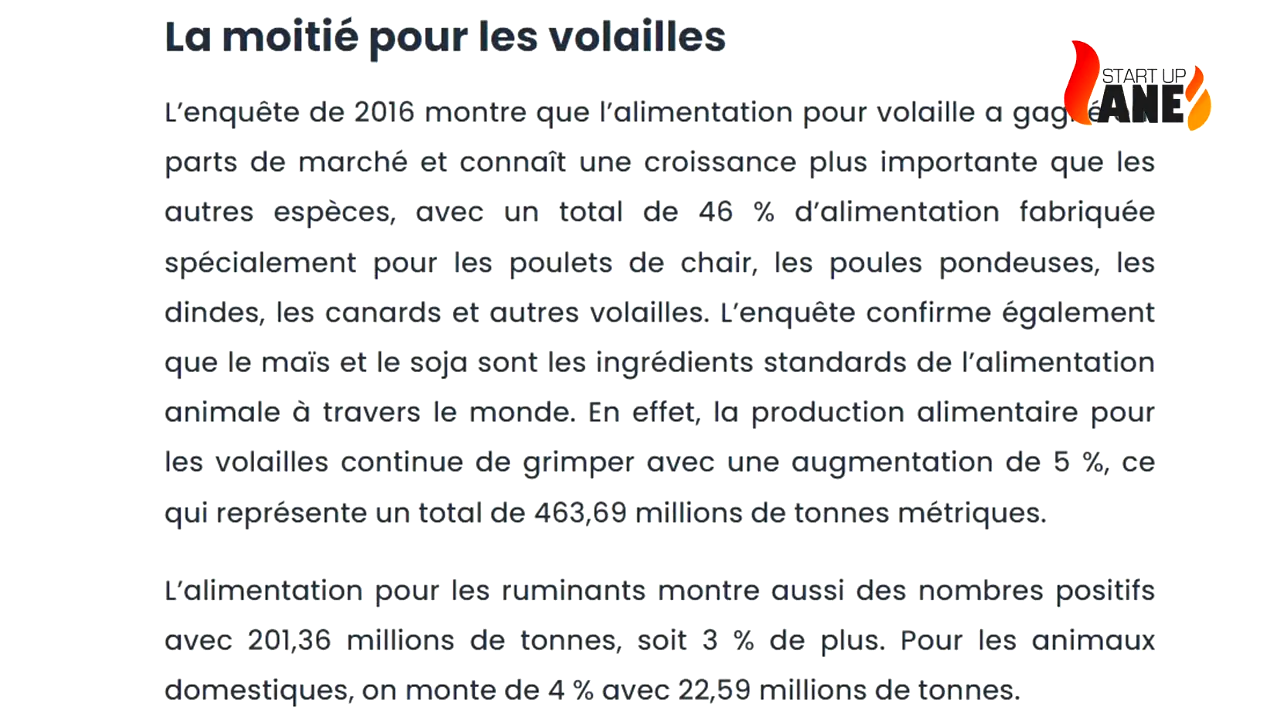 La moitié pour les volailles
START UP
LANE
L’enquête de 2016 montre que l’alimentation pour volaille a
parts de marché et connaît une croissance plus importante que les
autres espèces, avec un total de 46 % d’alimentation fabriquée
spécialement pour les poulets de chair, les poules pondeuses, les
dindes, les canards et autres volailles. L’enquête confirme également
que le maïs et le soja sont les ingrédients standards de l’alimentation
animale à travers le monde. En effet, la production alimentaire pour
les volailles continue de grimper avec une augmentation de 5 %, ce
qui représente un total de 463,69 millions de tonnes métriques.
L’alimentation pour les ruminants montre aussi des nombres positifs
avec 201,36 millions de tonnes, soit 3 % de plus. Pour les animaux
domestiques, on monte de 4 % avec 22,59 millions de tonnes.